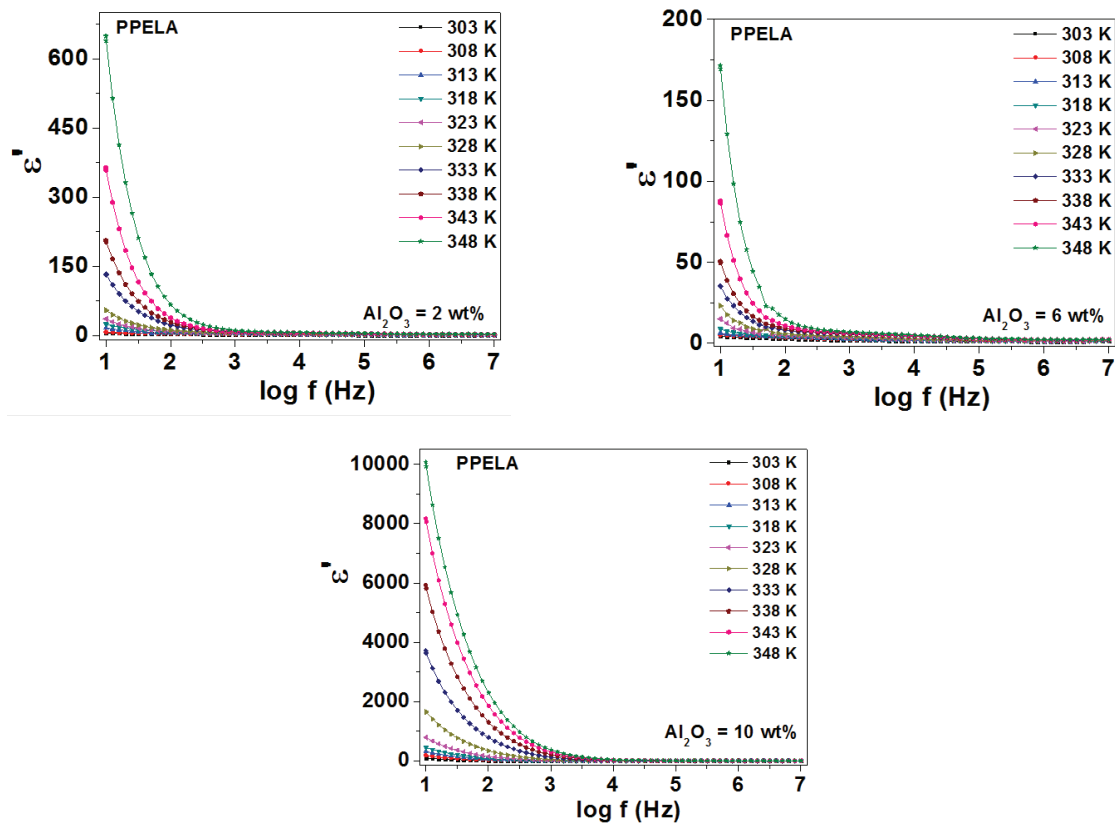 PPELA
ε'
600
450
300
150
0
303 K
308 K
313 K
318 K
323 K
328 K
333 K
338 K
343 K
348 K
Al₂O₃ = 2 wt%
1 2 3 4 5 6 7
log f (Hz)
PPELA
ε'
200
150
100
50
0
303 K
308 K
313 K
318 K
323 K
328 K
333 K
338 K
343 K
348 K
Al₂O₃ = 6 wt%
1 2 3 4 5 6 7
log f (Hz)
PPELA
ε'
10000
8000
6000
4000
2000
0
303 K
308 K
313 K
318 K
323 K
328 K
333 K
338 K
343 K
348 K
Al₂O₃ = 10 wt%
1 2 3 4 5 6 7
log f (Hz)